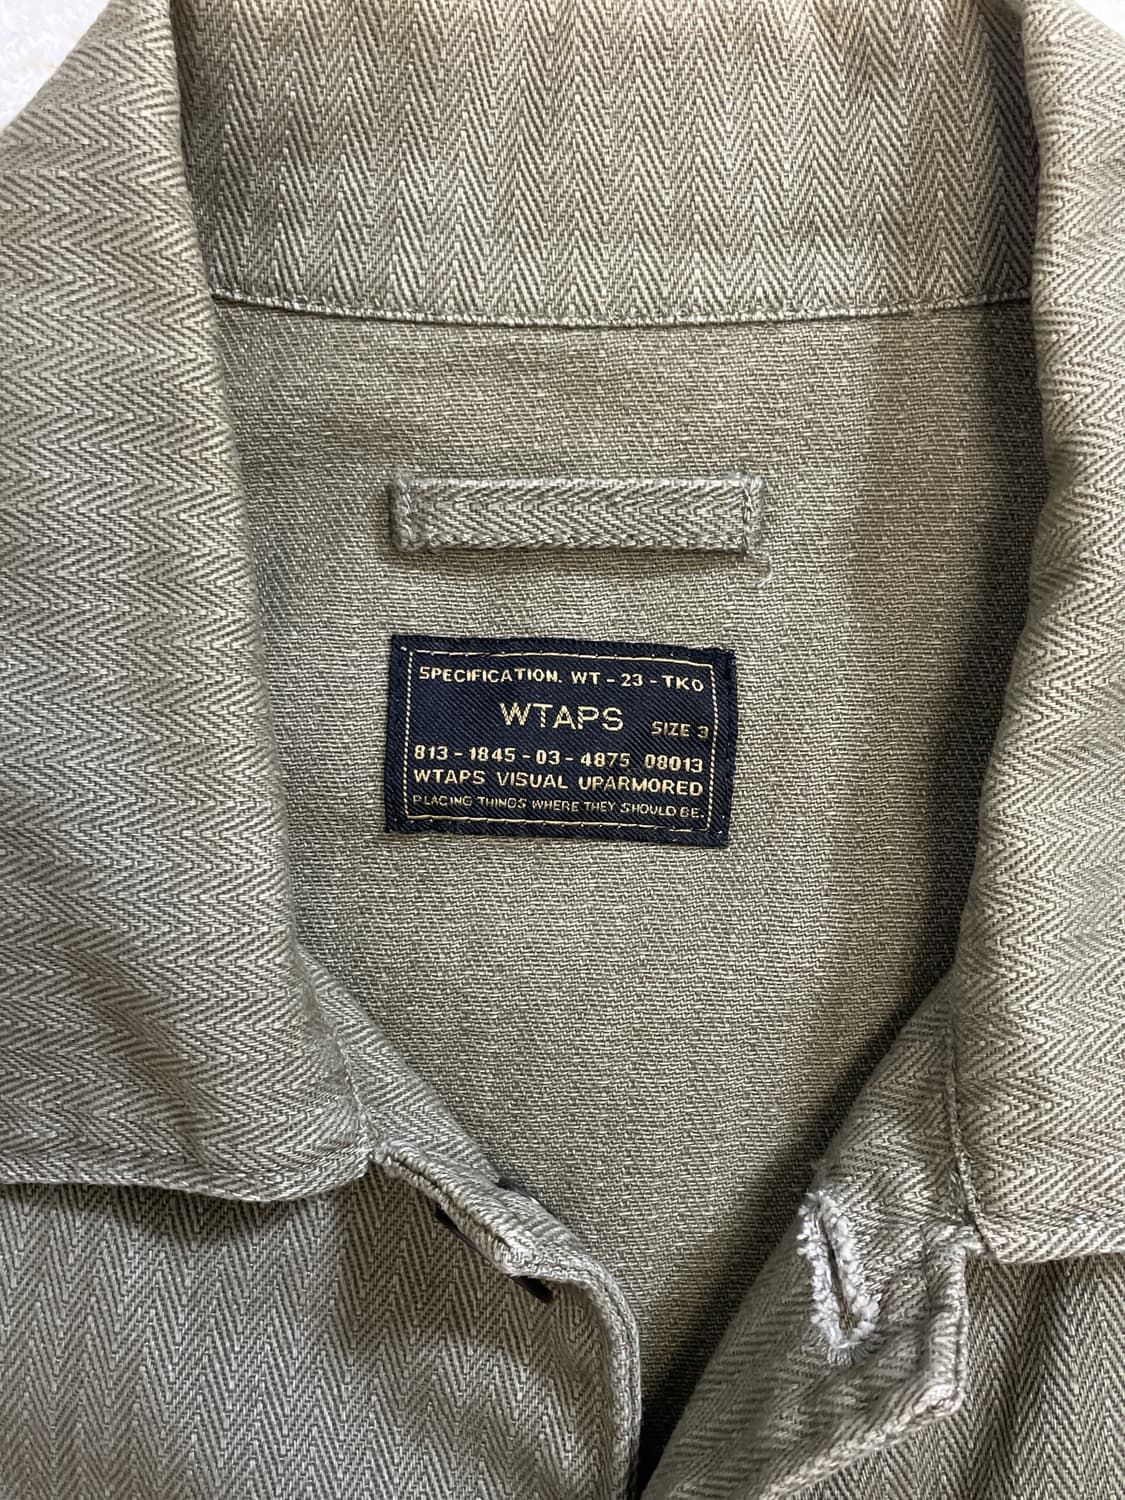 SPECIFICATION. WT-23-TKO
WTAPS SIZE 3
813-1845-03-4875 08013
WTAPS VISUAL UPARMORED
PLACING THINGS WHERE THEY SHOULD BE.